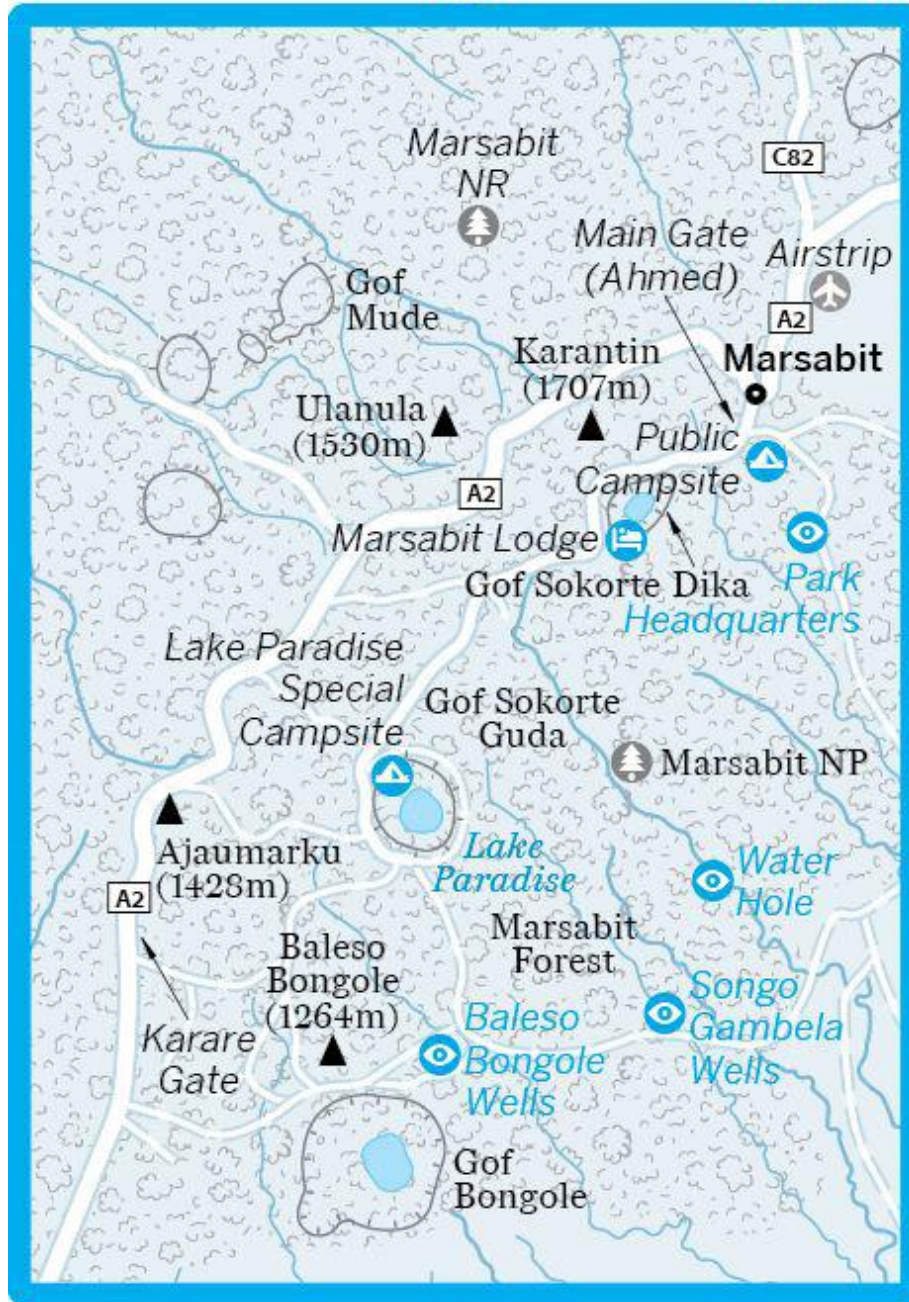 C82
Marsabit
NR
Main Gate
(Ahmed)
Airstrip
Gof
Mude
A2
Karantin
(1707m)
Marsabit
Ulanula
(1530m)
Public
Campsite
A2
Marsabit Lodge
Gof Sokorte Dika
Park
Headquarters
Lake Paradise
Special
Campsite
Gof Sokorte
Guda
Marsabit NP
Ajaumarku
(1428m)
Lake
Paradise
Water
Hole
A2
Marsabit
Forest
Baleso
Bongole
(1264m)
Karare
Gate
Baleso
Bongole
Wells
Songo
Gambela
Wells
Gof
Bongole